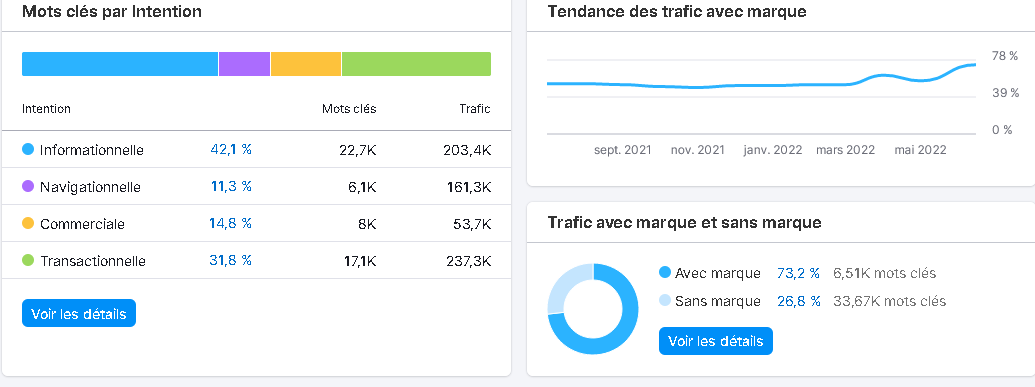 Mots clés par Intention
Intention Mots clés Trafic
Informationnelle 42,1 % 22,7K 203,4K
Navigationnelle 11,3 % 6,1K 161,3K
Commerciale 14,8 % 8K 53,7K
Transactionnelle 31,8 % 17,1K 237,3K
Voir les détails
Tendance des trafic avec marque
78 %
39 %
0 %
sept. 2021 nov. 2021 janv. 2022 mars 2022 mai 2022
Trafic avec marque et sans marque
Avec marque 73,2 % 6,51K mots clés
Sans marque 26,8 % 33,67K mots clés
Voir les détails